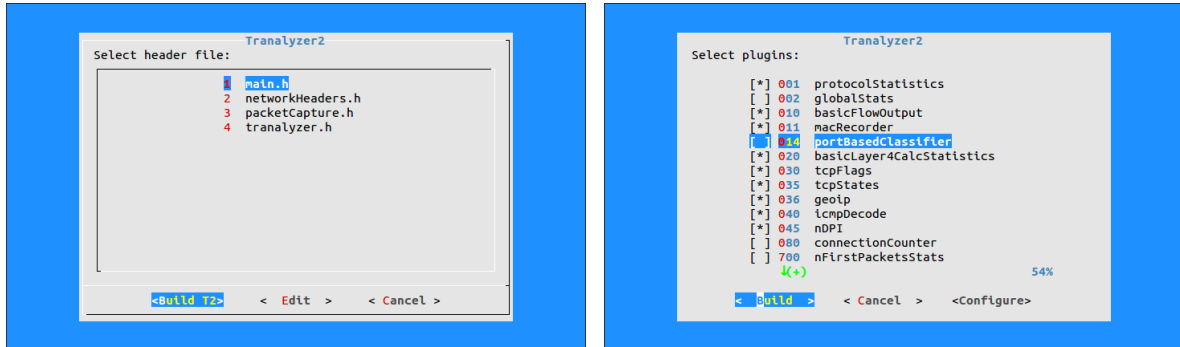 Tranalyzer2
Select header file:
1 main.h
2 networkHeaders.h
3 packetCapture.h
4 tranalyzer.h
<Build T2> < Edit > < Cancel >
Tranalyzer2
Select plugins:
[*] 001 protocolStatistics
[ ] 002 globalStats
[*] 010 basicFlowOutput
[*] 011 macRecorder
[ ] 014 portBasedClassifier
[*] 020 basicLayer4CalcStatistics
[*] 030 tcpFlags
[*] 035 tcpStates
[*] 036 geoip
[*] 040 icmpDecode
[*] 045 nDPI
[ ] 080 connectionCounter
[ ] 700 nFirstPacketsStats
↓(+) 54%
< Build > < Cancel > <Configure>